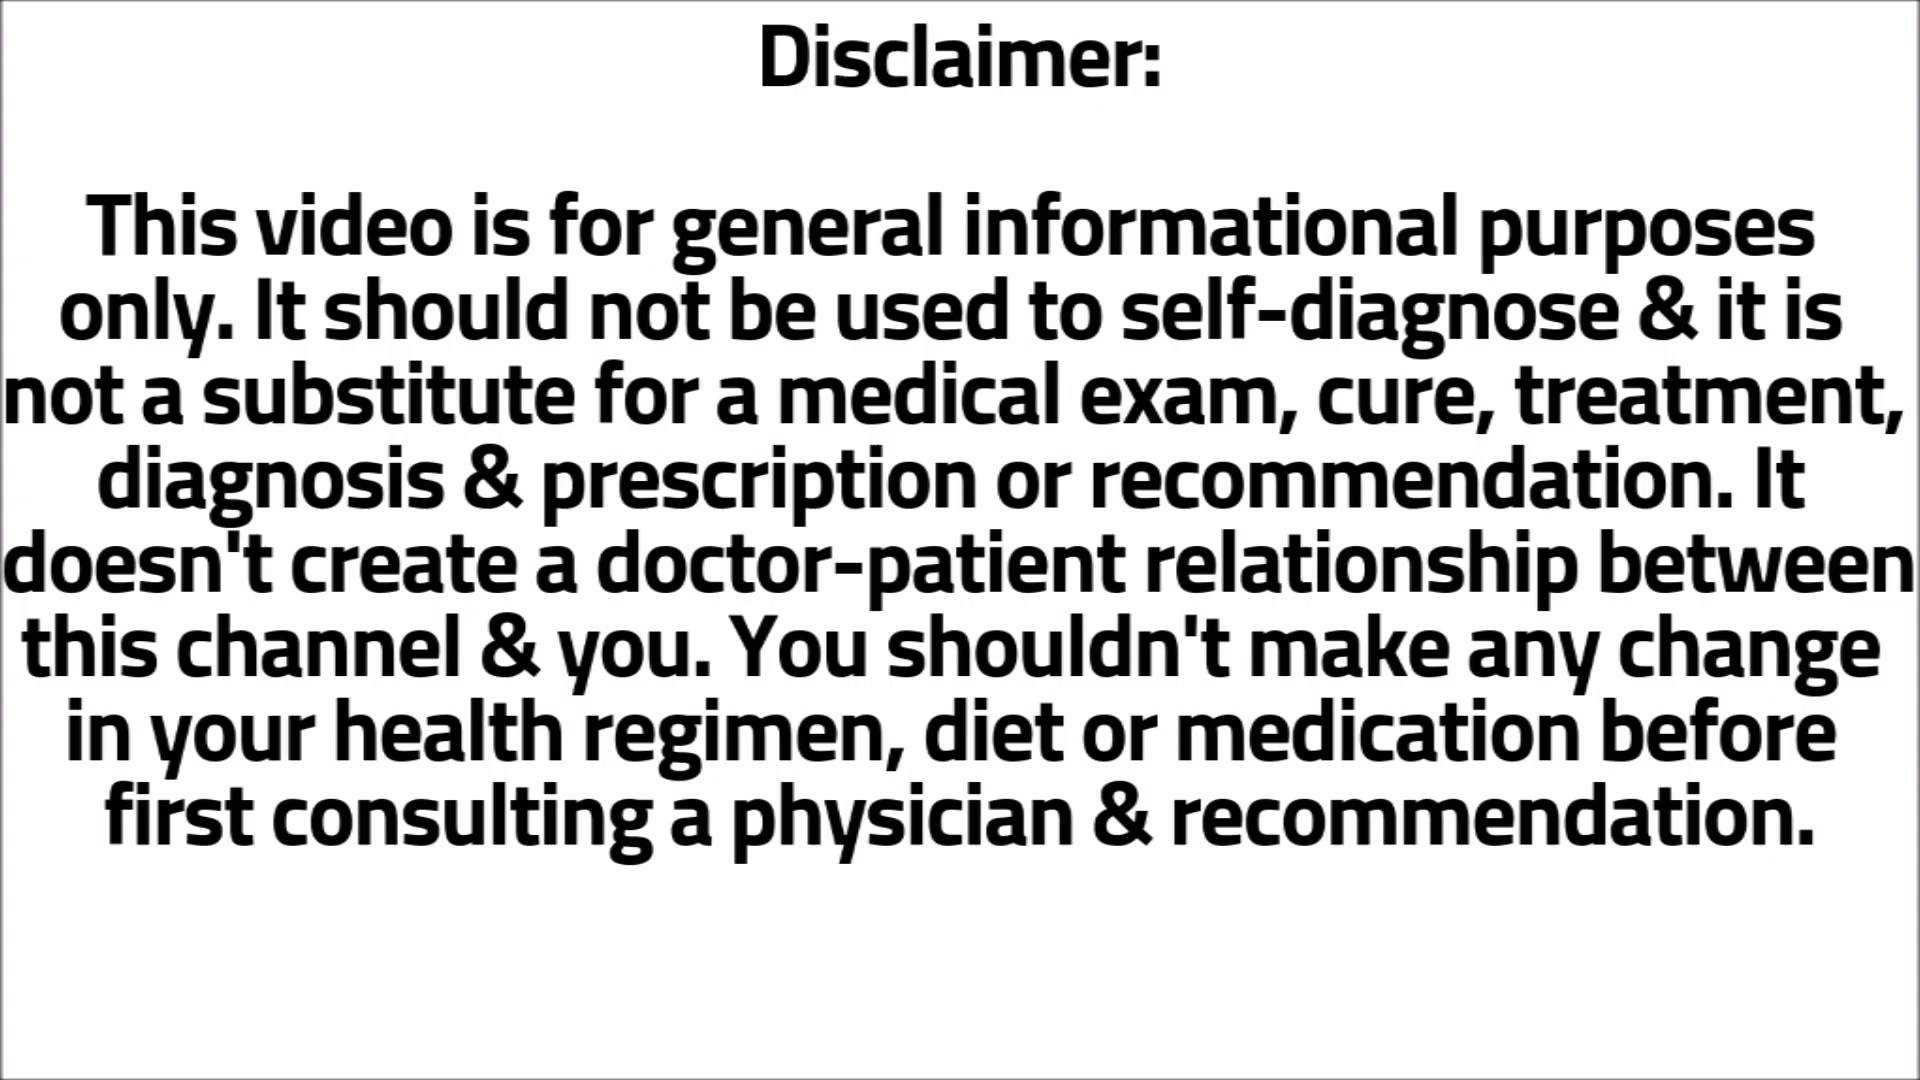 Disclaimer:
This video is for general informational purposes
only. It should not be used to self-diagnose & it is
not a substitute for a medical exam, cure, treatment,
diagnosis & prescription or recommendation. It
doesn't create a doctor-patient relationship between
this channel & you. You shouldn't make any change
in your health regimen, diet or medication before
first consulting a physician & recommendation.